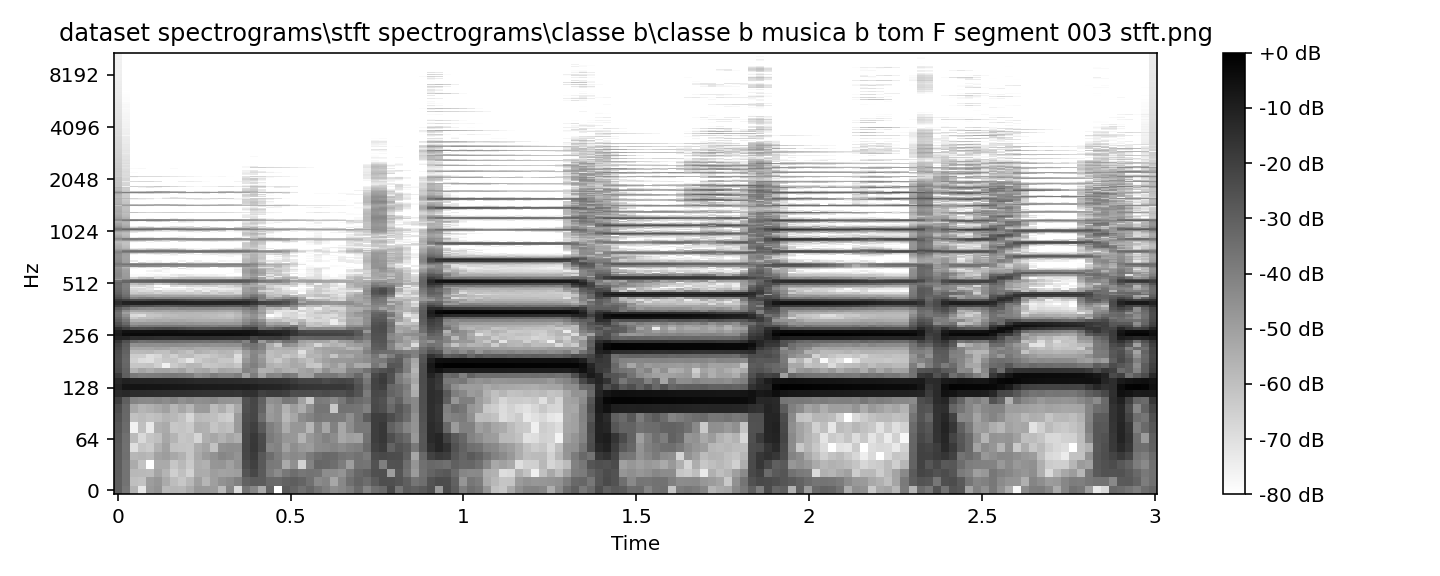 dataset spectrograms\stft spectrograms\classe b\classe b musica b tom F segment 003 stft.png
8192
4096
2048
1024
512
256
128
64
0
Hz
0
0.5
1
1.5
2
2.5
3
Time
+0 dB
-10 dB
-20 dB
-30 dB
-40 dB
-50 dB
-60 dB
-70 dB
-80 dB